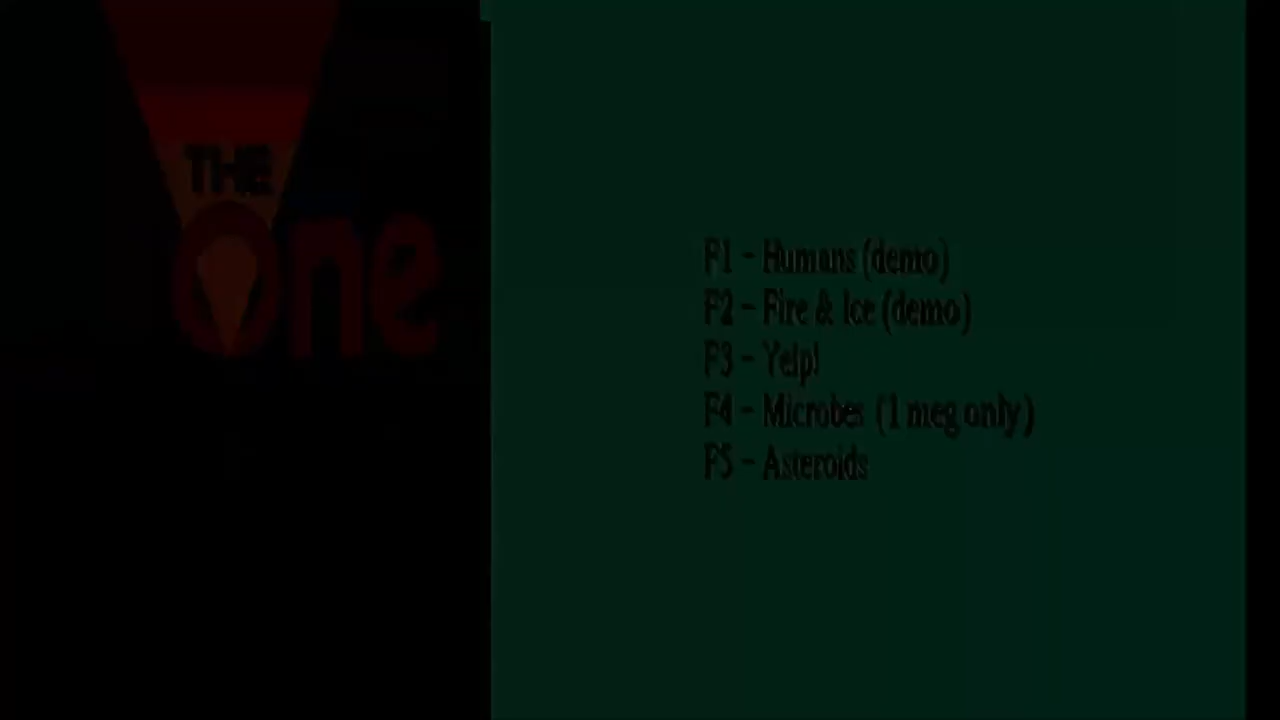 THE
one
F1 - Humans (demo)
F2 - Fire & Ice (demo)
F3 - Yelp!
F4 - Microbes (1 meg only)
F5 - Asteroids